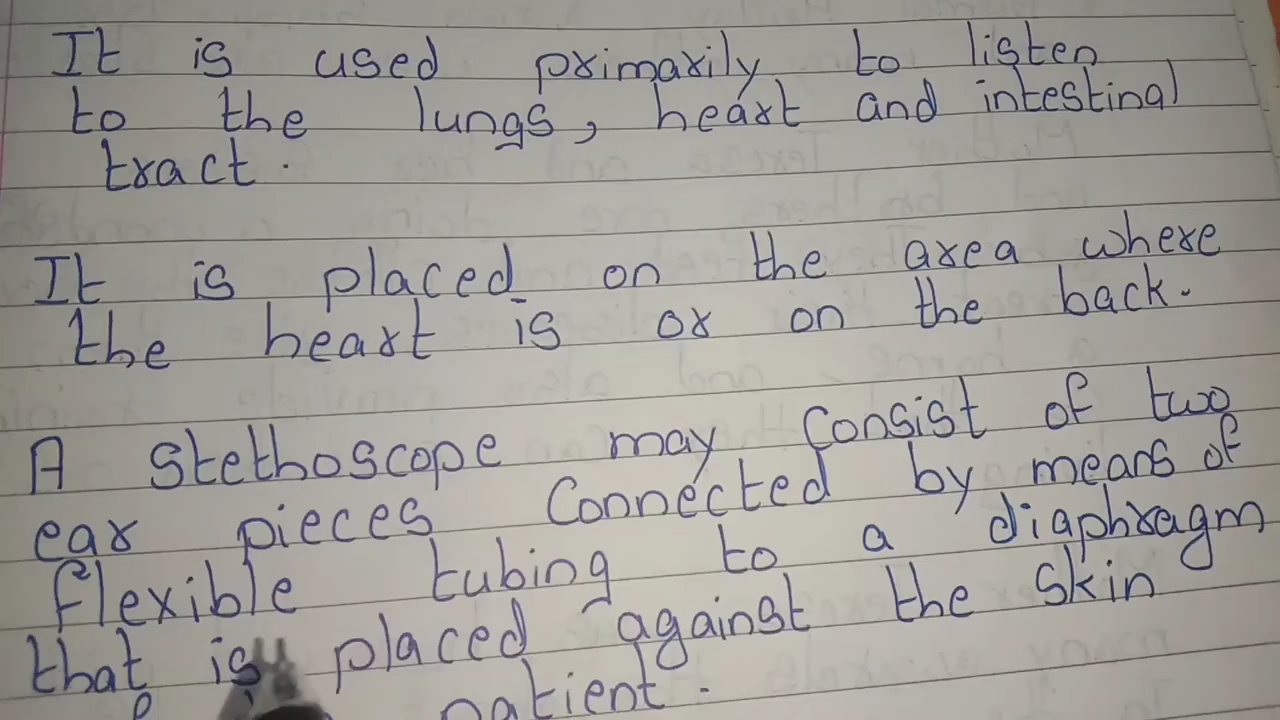 It is used primarily to listen
to the lungs, heart and intestinal
tract.
It is placed on the area where
the heart is or on the back.
A stethoscope may consist of two
ear pieces connected by means of
flexible tubing to a diaphragm
that is placed against the skin
patient.